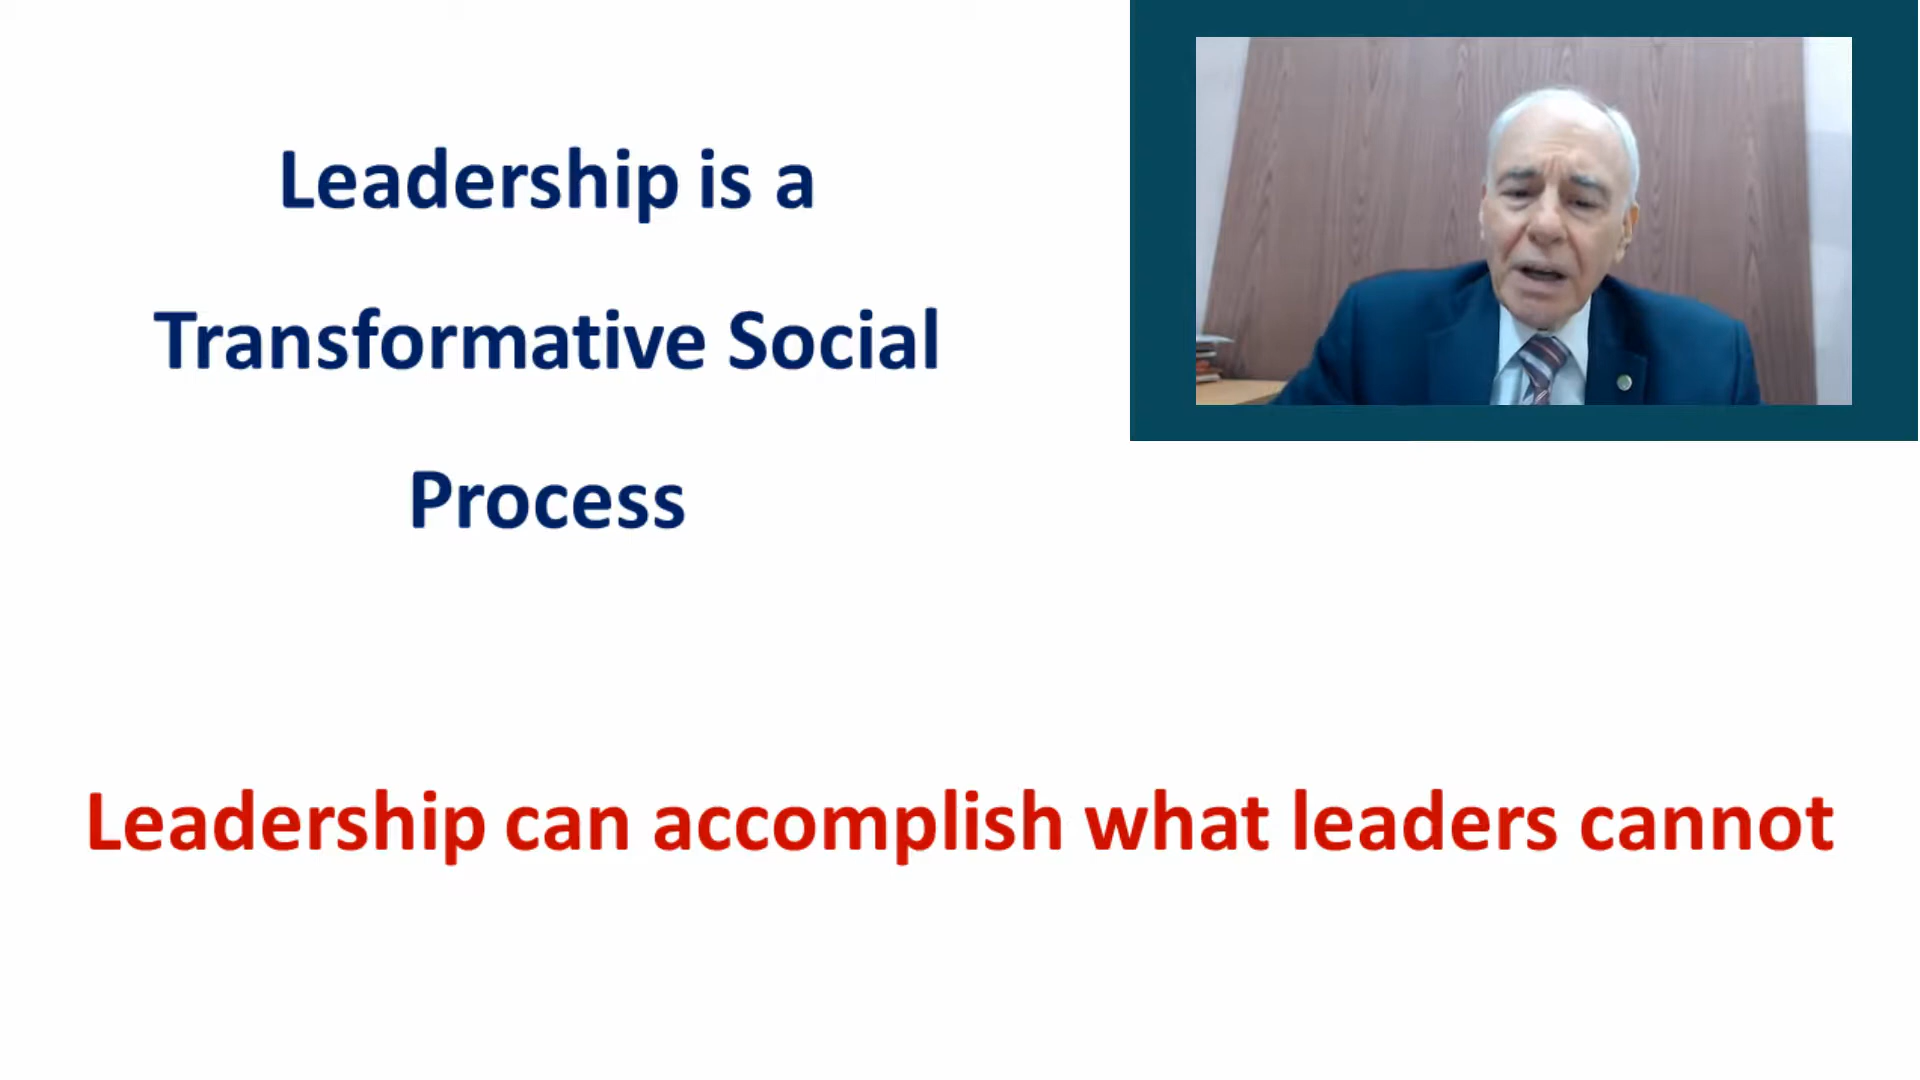 Leadership is a
Transformative Social
Process
Leadership can accomplish what leaders cannot